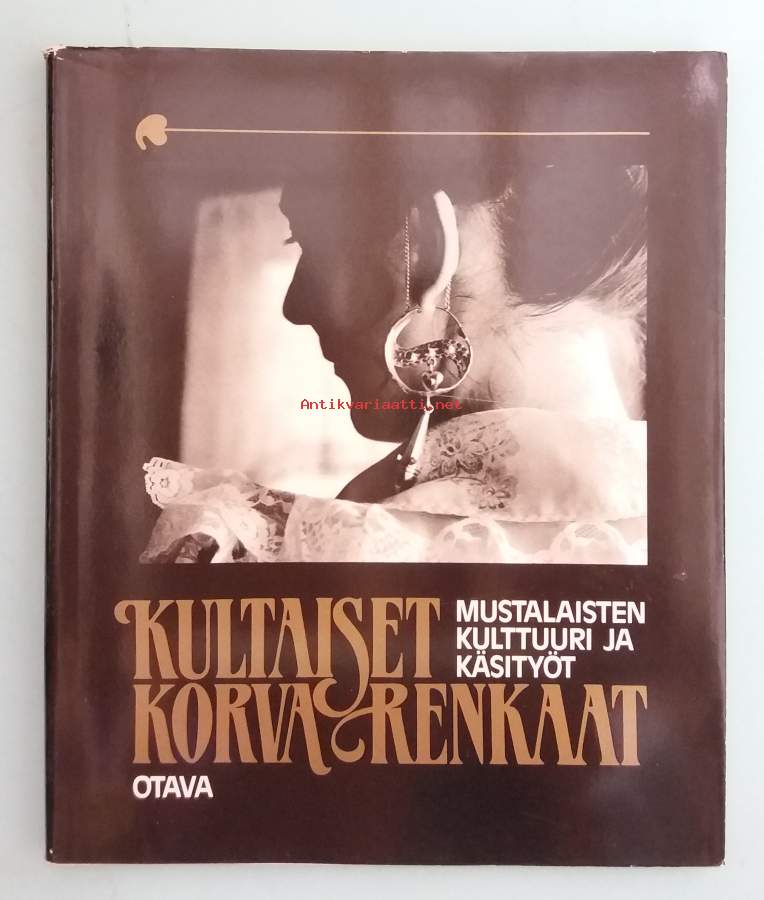 Antikvariaatti.net
KULTAISET
KORVARENKAAT
MUSTALAISTEN
KULTTUURI JA
KÄSITYÖT
OTAVA